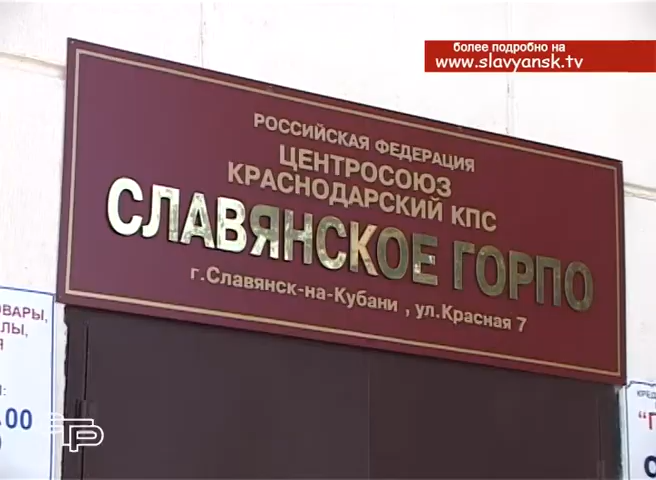 более подробно на
www.slavyansk.tv
РОССИЙСКАЯ ФЕДЕРАЦИЯ
ЦЕНТРОСОЮЗ
КРАСНОДАРСКИЙ КПС
СЛАВЯНСКОЕ ГОРПО
г.Славянск-на-Кубани , ул.Красная 7